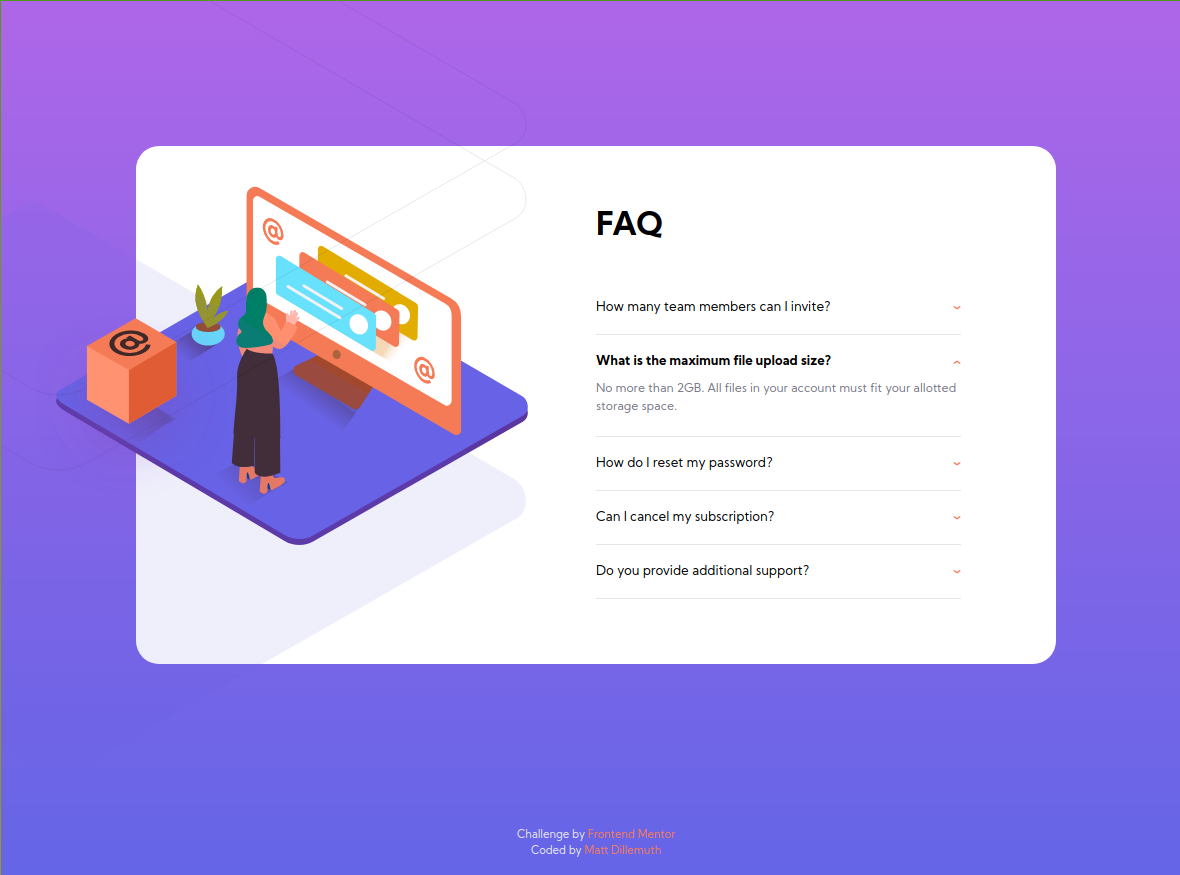 FAQ
How many team members can I invite?
What is the maximum file upload size?
No more than 2GB. All files in your account must fit your allotted
storage space.
How do I reset my password?
Can I cancel my subscription?
Do you provide additional support?
@
@
@
Challenge by Frontend Mentor
Coded by Matt Dillemuth